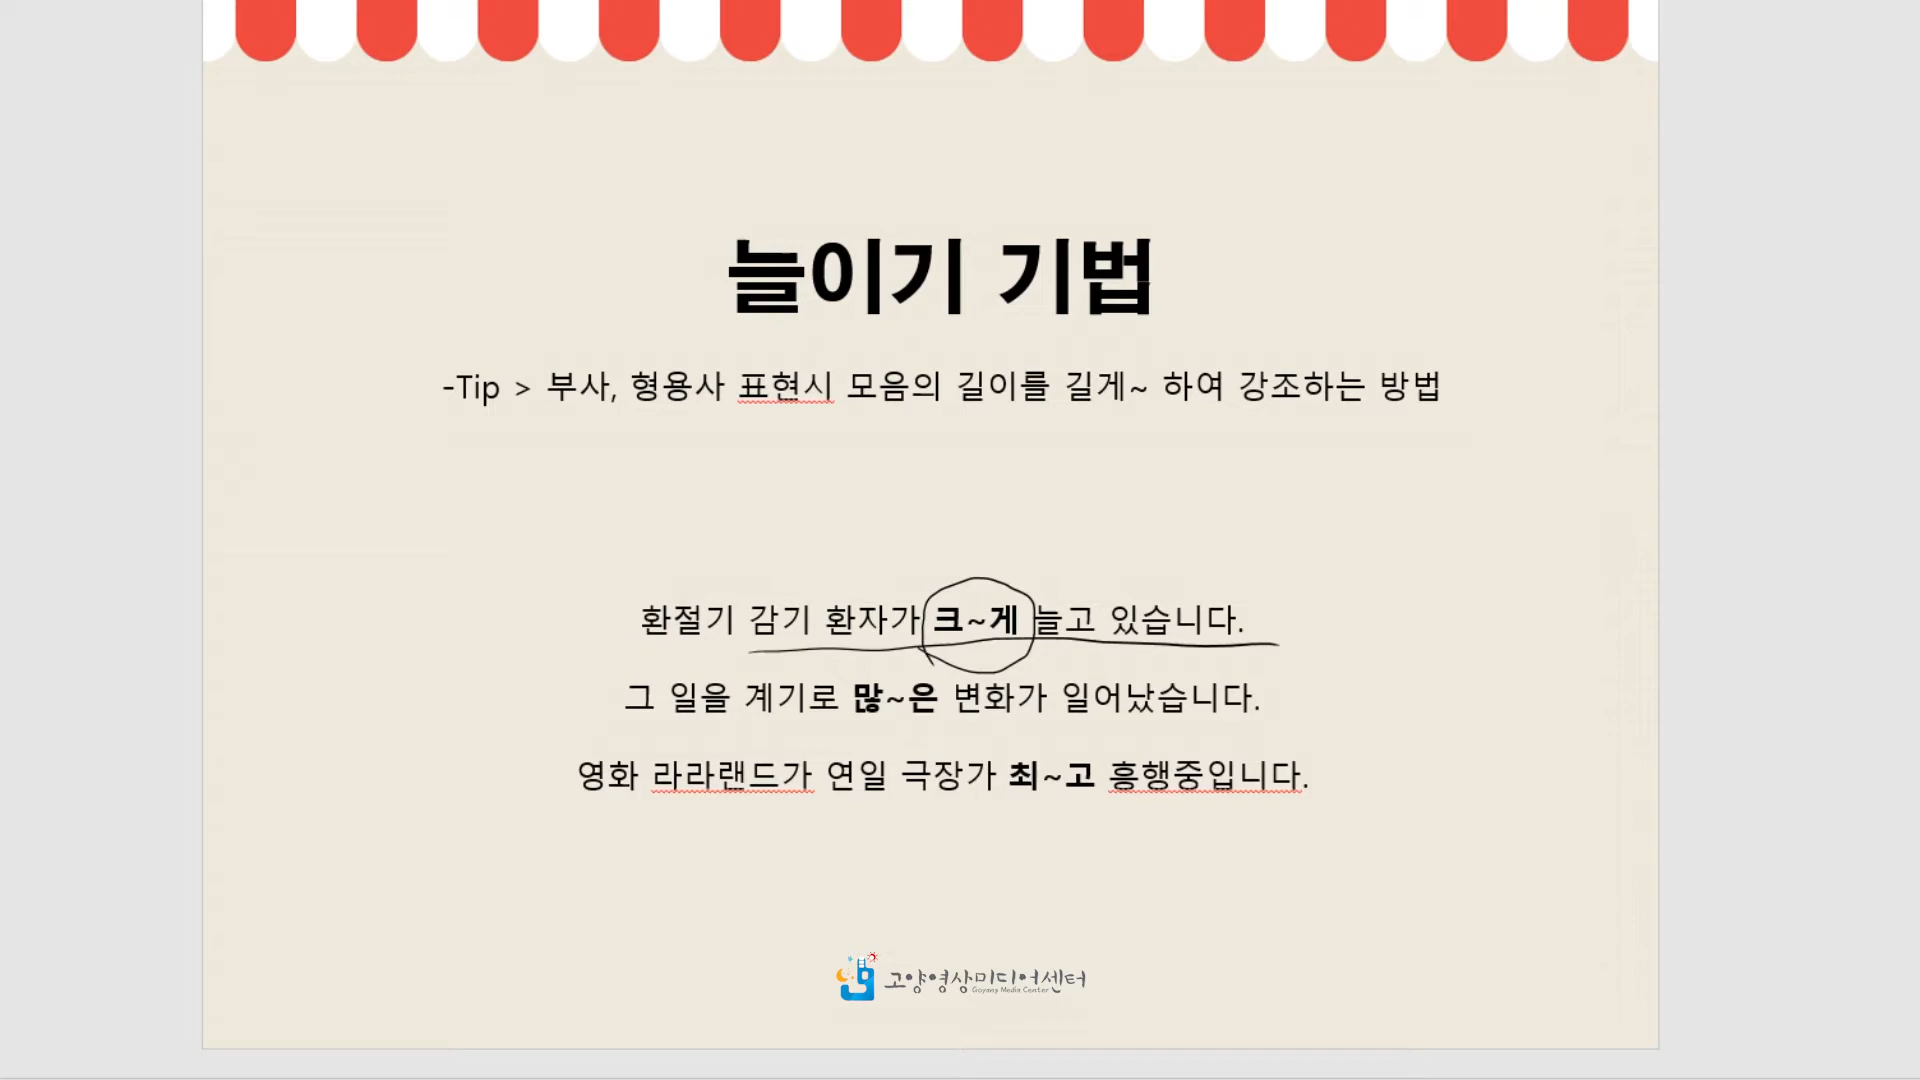 늘이기 기법
-Tip > 부사, 형용사 표현시 모음의 길이를 길게~ 하여 강조하는 방법
환절기 감기 환자가 크~게 늘고 있습니다.
그 일을 계기로 많~은 변화가 일어났습니다.
영화 라라랜드가 연일 극장가 최~고 흥행중입니다.
고양영상미디어센터
Goyang Media Center